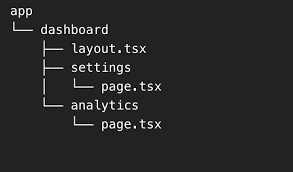 app
└── dashboard
    ├── layout.tsx
    ├── settings
    │   └── page.tsx
    └── analytics
        └── page.tsx